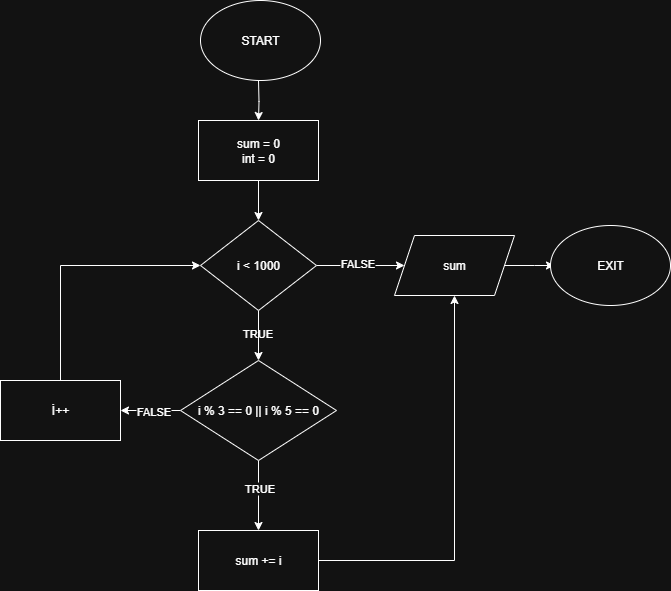 START
sum = 0
int = 0
i < 1000
FALSE
sum
EXIT
TRUE
i % 3 == 0 || i % 5 == 0
FALSE
İ++
TRUE
sum += i